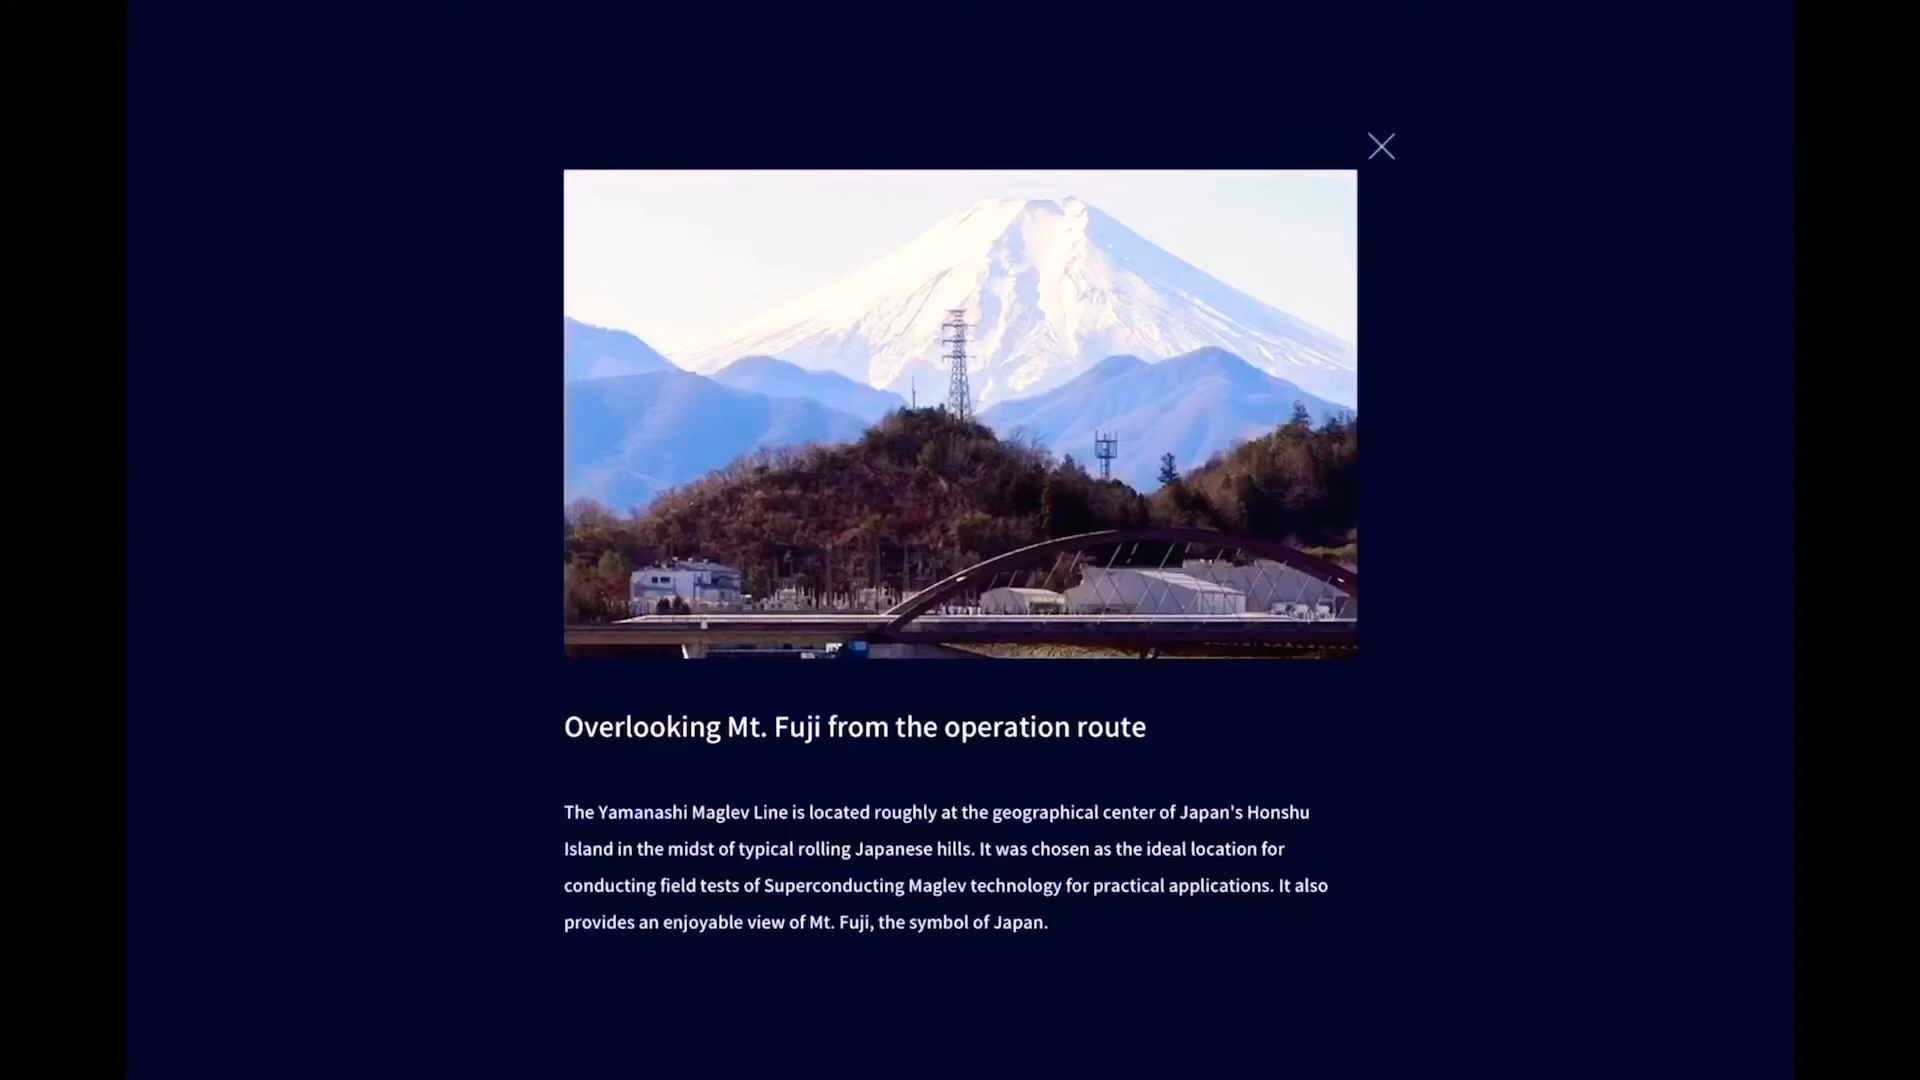 Overlooking Mt. Fuji from the operation route
The Yamanashi Maglev Line is located roughly at the geographical center of Japan's Honshu
Island in the midst of typical rolling Japanese hills. It was chosen as the ideal location for
conducting field tests of Superconducting Maglev technology for practical applications. It also
provides an enjoyable view of Mt. Fuji, the symbol of Japan.